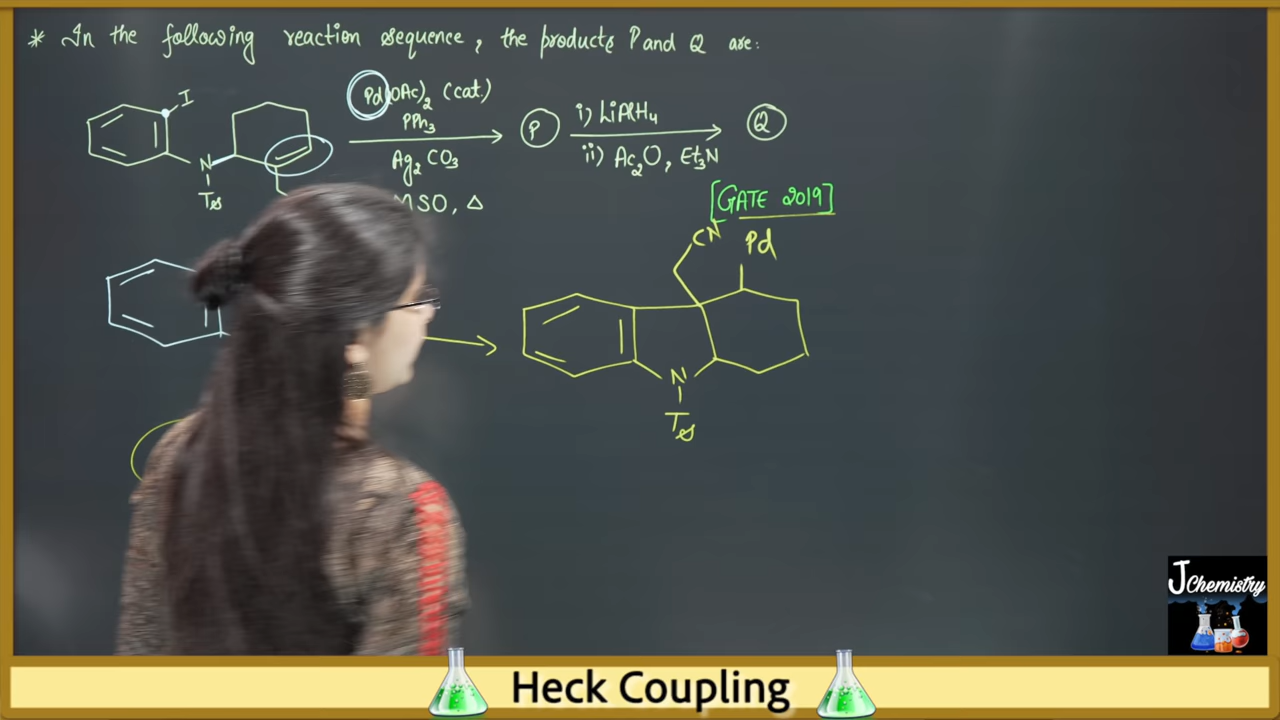 * In the following reaction sequence, the products P and Q are:
I
N
Ts
Pd(OAc)2 (cat.)
PPh3
Ag2CO3
MSO, Δ
P
i) LiAlH4
ii) Ac2O, Et3N
Q
[GATE 2019]
CN
Pd
N
Ts
J Chemistry
Heck Coupling